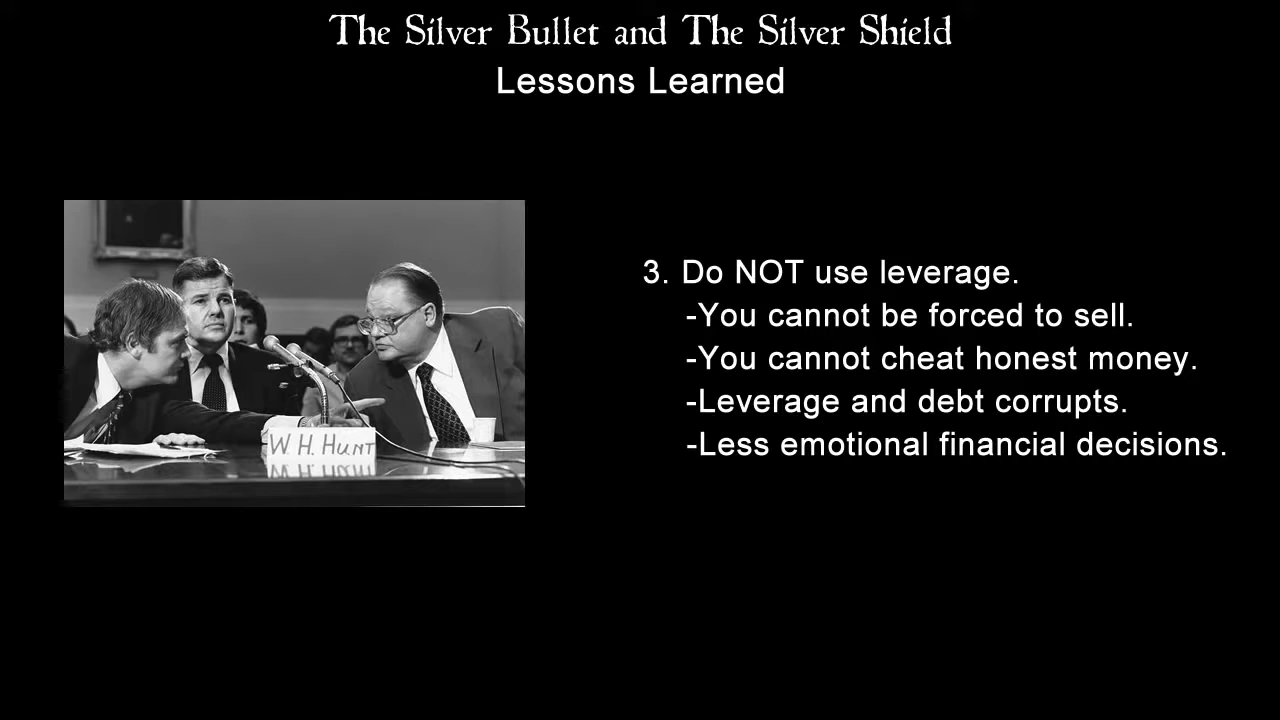 The Silver Bullet and The Silver Shield
Lessons Learned
W. H. HUNT
3. Do NOT use leverage.
-You cannot be forced to sell.
-You cannot cheat honest money.
-Leverage and debt corrupts.
-Less emotional financial decisions.